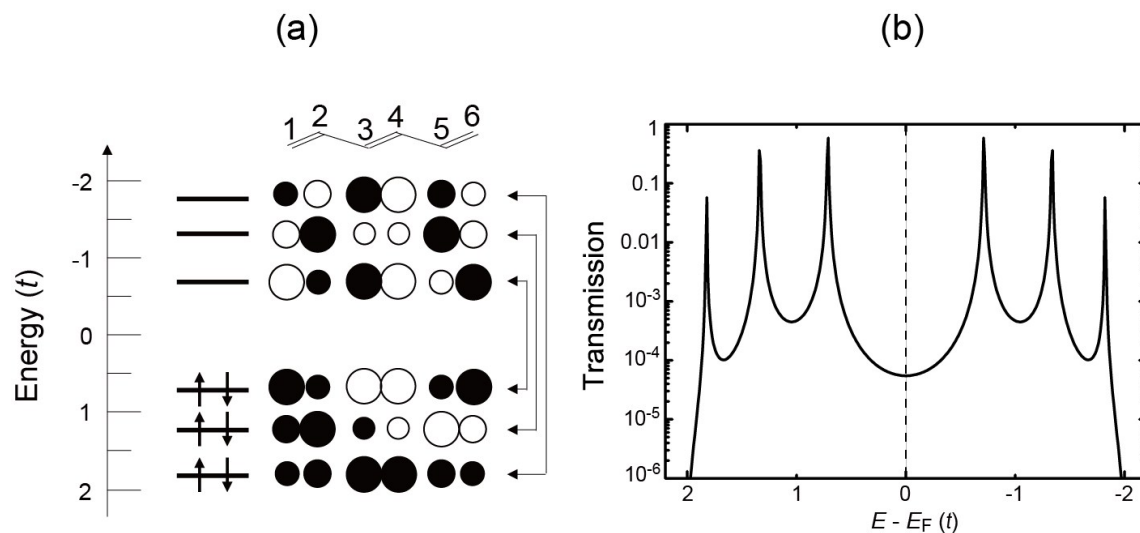 (a)
(b)
1 2 3 4 5 6
Energy (t)
-2
-1
0
1
2
Transmission
1
0.1
0.01
10⁻³
10⁻⁴
10⁻⁵
10⁻⁶
2 1 0 -1 -2
E - E_F (t)